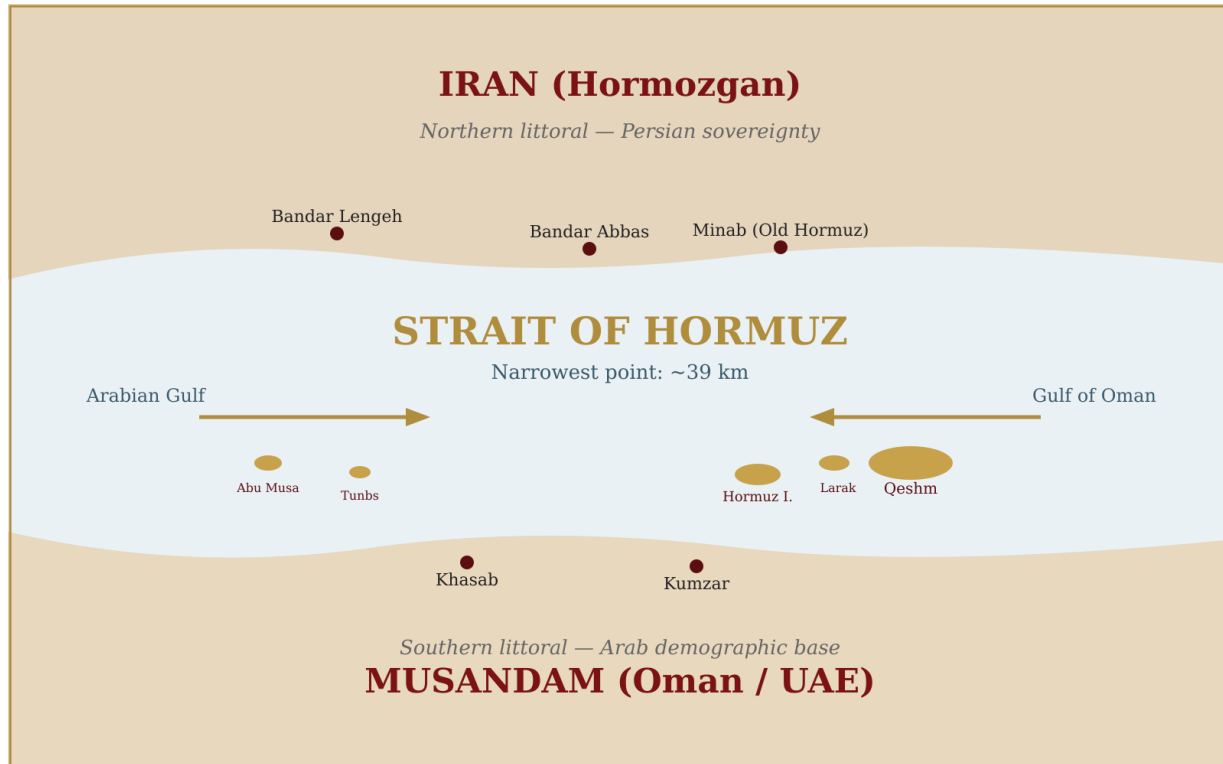 IRAN (Hormozgan)
Northern littoral — Persian sovereignty
Bandar Lengeh
Bandar Abbas
Minab (Old Hormuz)
STRAIT OF HORMUZ
Narrowest point: ~39 km
Arabian Gulf
Gulf of Oman
Abu Musa
Tunbs
Hormuz I.
Larak
Qeshm
Khasab
Kumzar
Southern littoral — Arab demographic base
MUSANDAM (Oman / UAE)